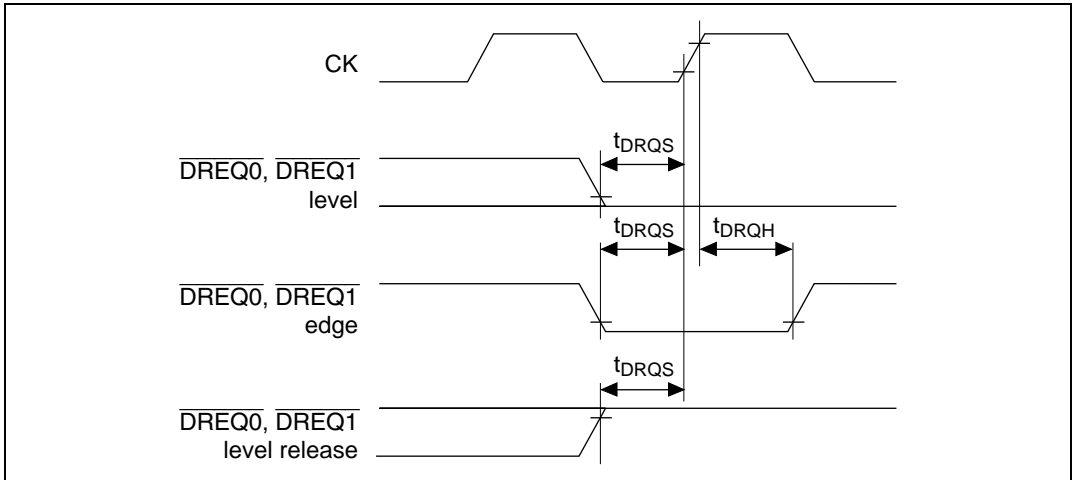 CK
tDRQS
DREQ0, DREQ1
level
tDRQS tDRQH
DREQ0, DREQ1
edge
tDRQS
DREQ0, DREQ1
level release